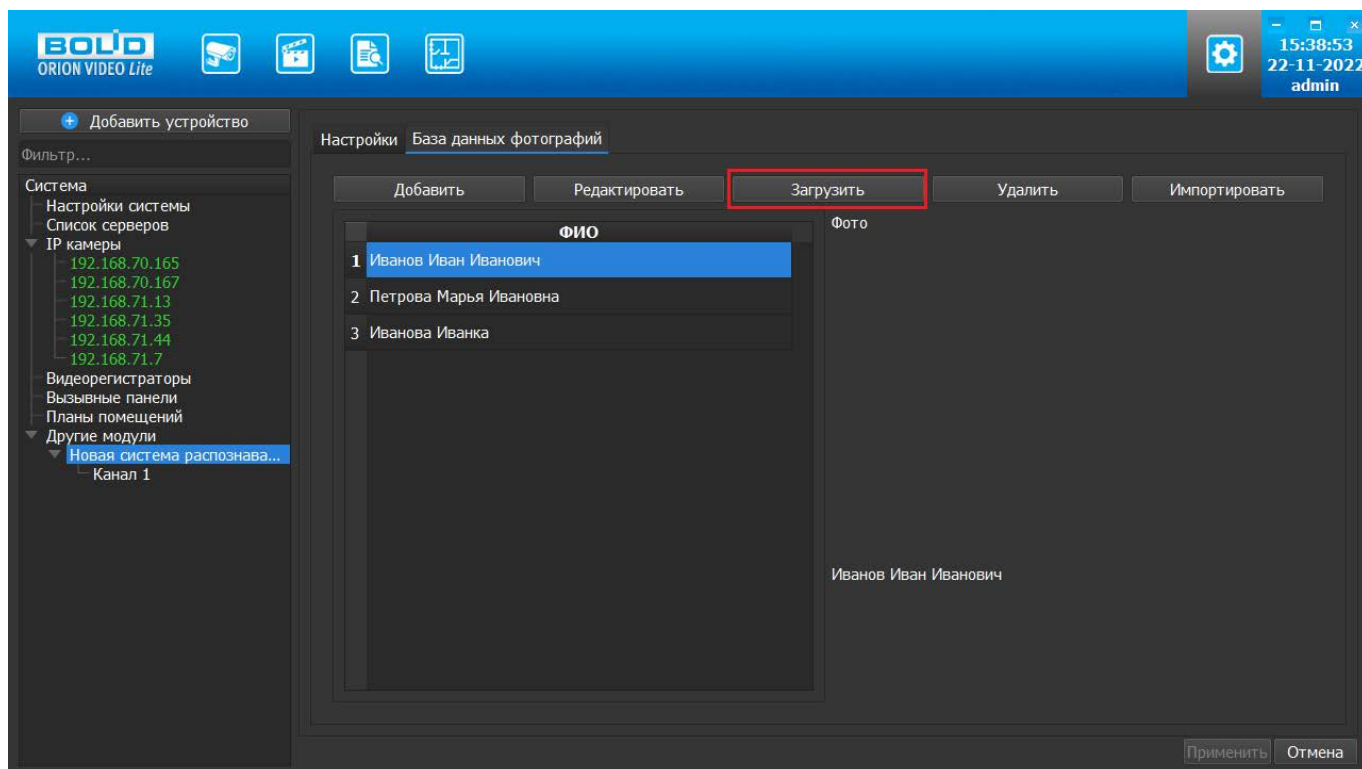 BOLID
ORION VIDEO Lite
15:38:53
22-11-2022
admin
Добавить устройство
Фильтр...
Система
Настройки системы
Список серверов
IP камеры
192.168.70.165
192.168.70.167
192.168.71.13
192.168.71.35
192.168.71.44
192.168.71.7
Видеорегистраторы
Вызывные панели
Планы помещений
Другие модули
Новая система распознава...
Канал 1
Настройки База данных фотографий
Добавить Редактировать Загрузить Удалить Импортировать
ФИО
1 Иванов Иван Иванович
2 Петрова Марья Ивановна
3 Иванова Иванка
Фото
Иванов Иван Иванович
Применить Отмена